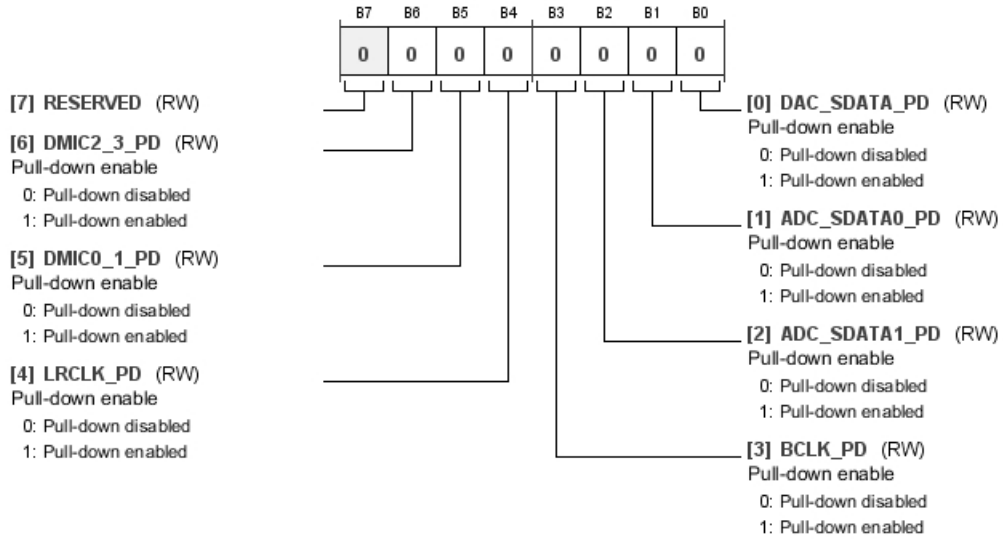 B7 B6 B5 B4 B3 B2 B1 B0
0 0 0 0 0 0 0 0
[7] RESERVED (RW)
[6] DMIC2_3_PD (RW)
Pull-down enable
0: Pull-down disabled
1: Pull-down enabled
[5] DMIC0_1_PD (RW)
Pull-down enable
0: Pull-down disabled
1: Pull-down enabled
[4] LRCLK_PD (RW)
Pull-down enable
0: Pull-down disabled
1: Pull-down enabled
[0] DAC_SDATA_PD (RW)
Pull-down enable
0: Pull-down disabled
1: Pull-down enabled
[1] ADC_SDATA0_PD (RW)
Pull-down enable
0: Pull-down disabled
1: Pull-down enabled
[2] ADC_SDATA1_PD (RW)
Pull-down enable
0: Pull-down disabled
1: Pull-down enabled
[3] BCLK_PD (RW)
Pull-down enable
0: Pull-down disabled
1: Pull-down enabled